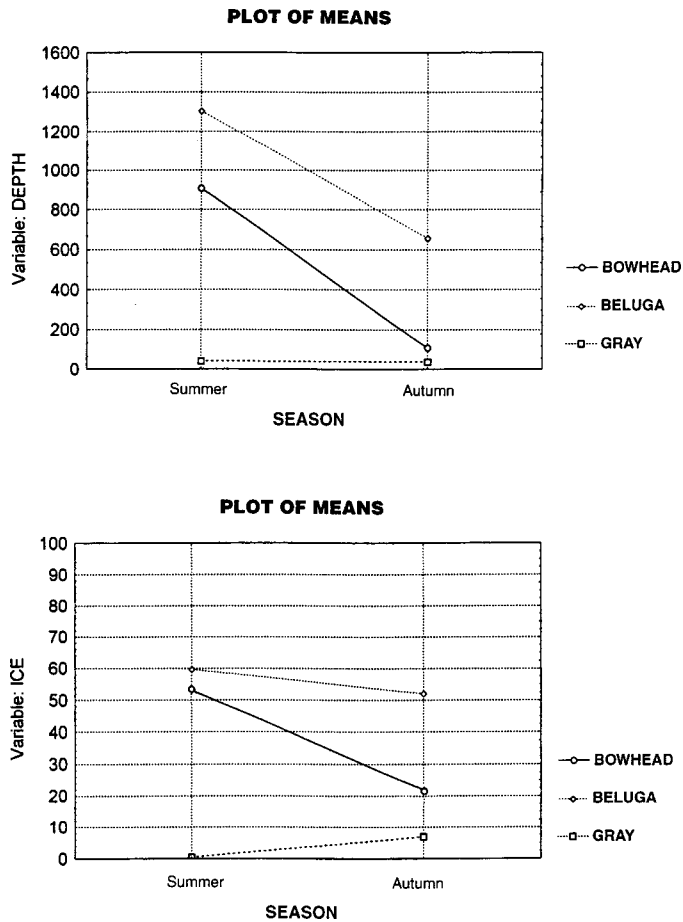 PLOT OF MEANS
1600
1400
1200
1000
800
600
400
200
0
Variable: DEPTH
Summer
Autumn
SEASON
BOWHEAD
BELUGA
GRAY
PLOT OF MEANS
100
90
80
70
60
50
40
30
20
10
0
Variable: ICE
Summer
Autumn
SEASON
BOWHEAD
BELUGA
GRAY